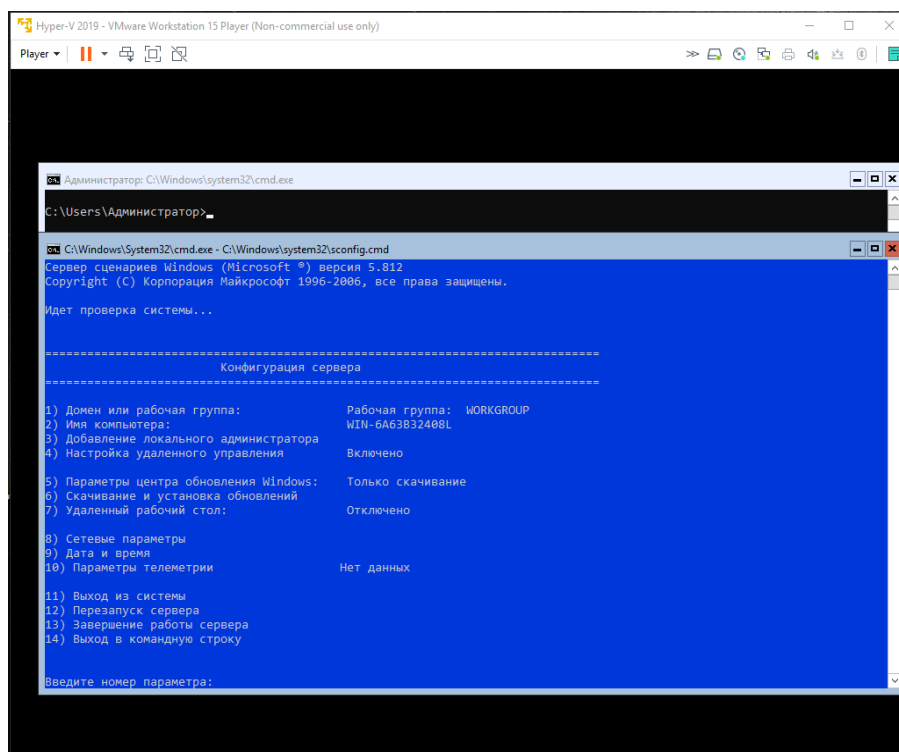 Hyper-V 2019 - VMware Workstation 15 Player (Non-commercial use only)
Player
Администратор: C:\Windows\system32\cmd.exe
C:\Users\Администратор>
C:\Windows\System32\cmd.exe - C:\Windows\system32\sconfig.cmd
Сервер сценариев Windows (Microsoft ®) версия 5.812
Copyright (C) Корпорация Майкрософт 1996-2006, все права защищены.
Идет проверка системы...
===============================================================================
Конфигурация сервера
===============================================================================
1) Домен или рабочая группа: Рабочая группа: WORKGROUP
2) Имя компьютера: WIN-6A63B32408L
3) Добавление локального администратора
4) Настройка удаленного управления Включено
5) Параметры центра обновления Windows: Только скачивание
6) Скачивание и установка обновлений
7) Удаленный рабочий стол: Отключено
8) Сетевые параметры
9) Дата и время
10) Параметры телеметрии Нет данных
11) Выход из системы
12) Перезапуск сервера
13) Завершение работы сервера
14) Выход в командную строку
Введите номер параметра: